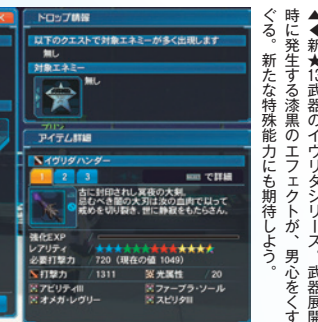 ドロップ情報
以下のクエストで対象エネミーが多く出現します
無し
対象エネミー
無し
アイテム詳細
イヴリダハンダー
1 2 3
で詳細
古に封印されし冥夜の大剣。
忌むべき闇の大刃は汝の血肉で以って
戒めを切り裂き、世に静寂をもたらさん。
強化EXP
レアリティ ★★★★★★★★★★★★★
必要打撃力 720（現在の値 1049）
打撃力 / 1311
光属性 / 20
アビリティIII
ファーブラ・ソール
オメガ・レヴリー
スピリタIII
▲◀新★13武器のイヴリダシリーズ。武器展開
時に発生する漆黒のエフェクトが、男心をくす
ぐる。新たな特殊能力にも期待しよう。